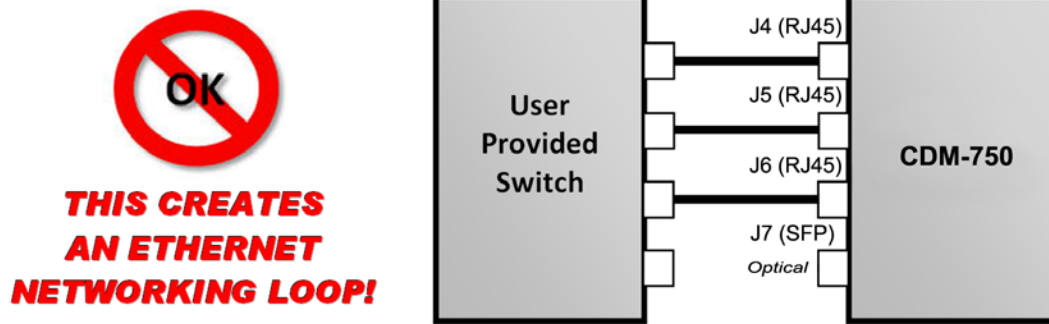 OK
THIS CREATES
AN ETHERNET
NETWORKING LOOP!
User
Provided
Switch
J4 (RJ45)
J5 (RJ45)
J6 (RJ45)
J7 (SFP)
Optical
CDM-750